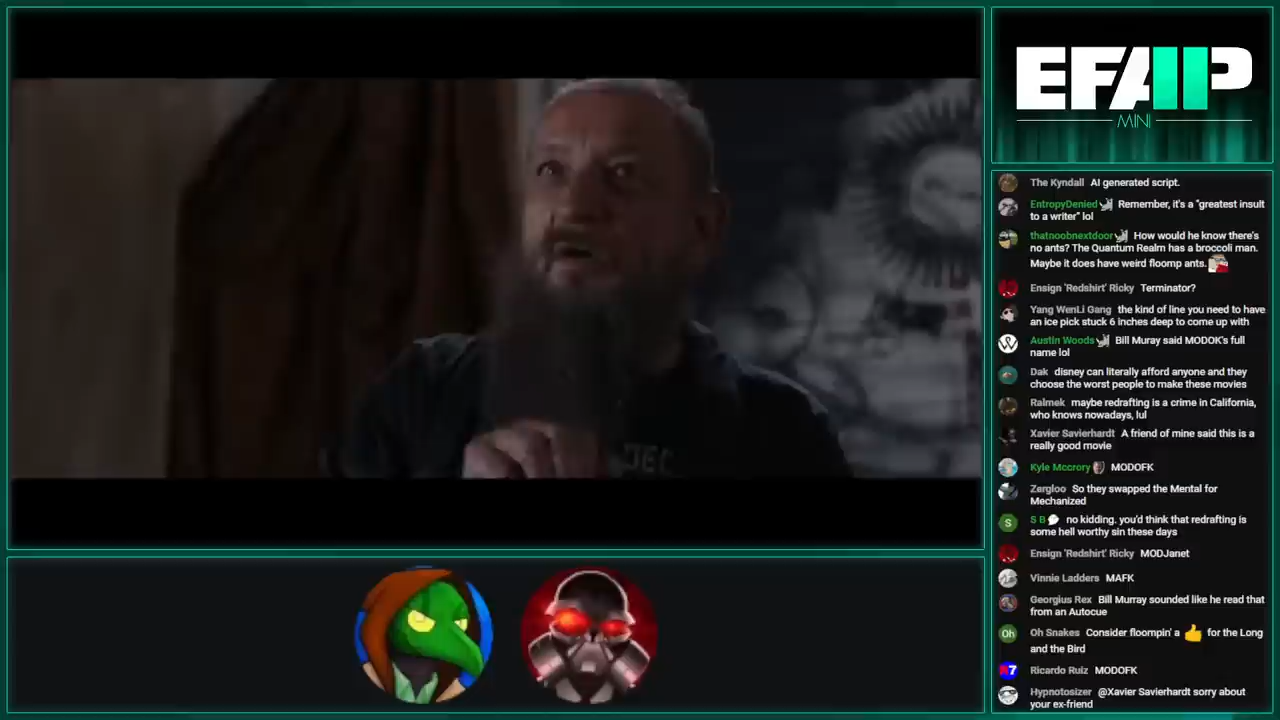 EFAP
MINI
The Kyndall AI generated script.
EntropyDenied Remember, it's a "greatest insult
to a writer" lol
thatnoobnextdoor How would he know there's
no ants? The Quantum Realm has a broccoli man.
Maybe it does have weird floomp ants.
Ensign 'Redshirt' Ricky Terminator?
Yang WenLi Gang the kind of line you need to have
an ice pick stuck 6 inches deep to come up with
Austin Woods Bill Muray said MODOK's full
name lol
Dak disney can literally afford anyone and they
choose the worst people to make these movies
Ralmek maybe redrafting is a crime in California,
who knows nowadays, lul
Xavier Savierhardt A friend of mine said this is a
really good movie
Kyle Mccrory MODOFK
Zergloo So they swapped the Mental for
Mechanized
S
S B no kidding. you'd think that redrafting is
some hell worthy sin these days
Ensign 'Redshirt' Ricky MODJanet
Vinnie Ladders MAFK
Georgius Rex Bill Murray sounded like he read that
from an Autocue
Oh
Oh Snakes Consider floompin' a 👍 for the Long
and the Bird
Ricardo Ruiz MODOFK
Hypnotosizer @Xavier Savierhardt sorry about
your ex-friend